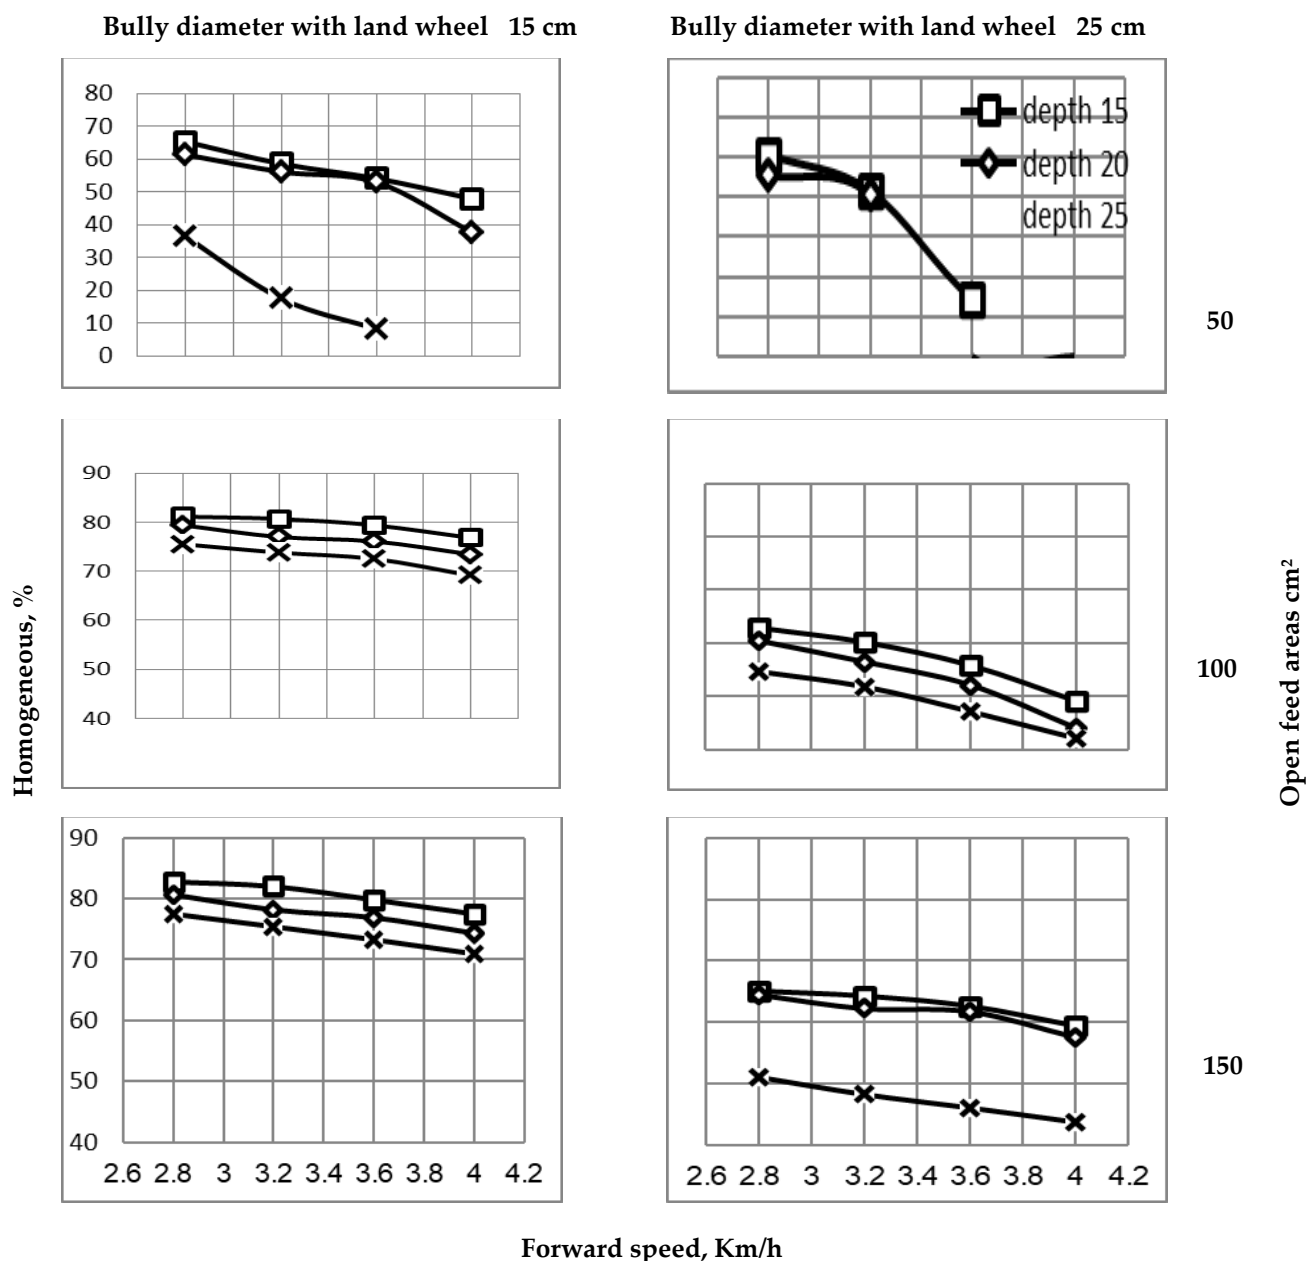 Bully diameter with land wheel 15 cm
Bully diameter with land wheel 25 cm
80
70
60
50
40
30
20
10
0
depth 15
depth 20
depth 25
50
90
80
70
60
50
40
100
90
80
70
60
50
40
2.6 2.8 3 3.2 3.4 3.6 3.8 4 4.2
2.6 2.8 3 3.2 3.4 3.6 3.8 4 4.2
150
Homogeneous, %
Open feed areas cm²
Forward speed, Km/h